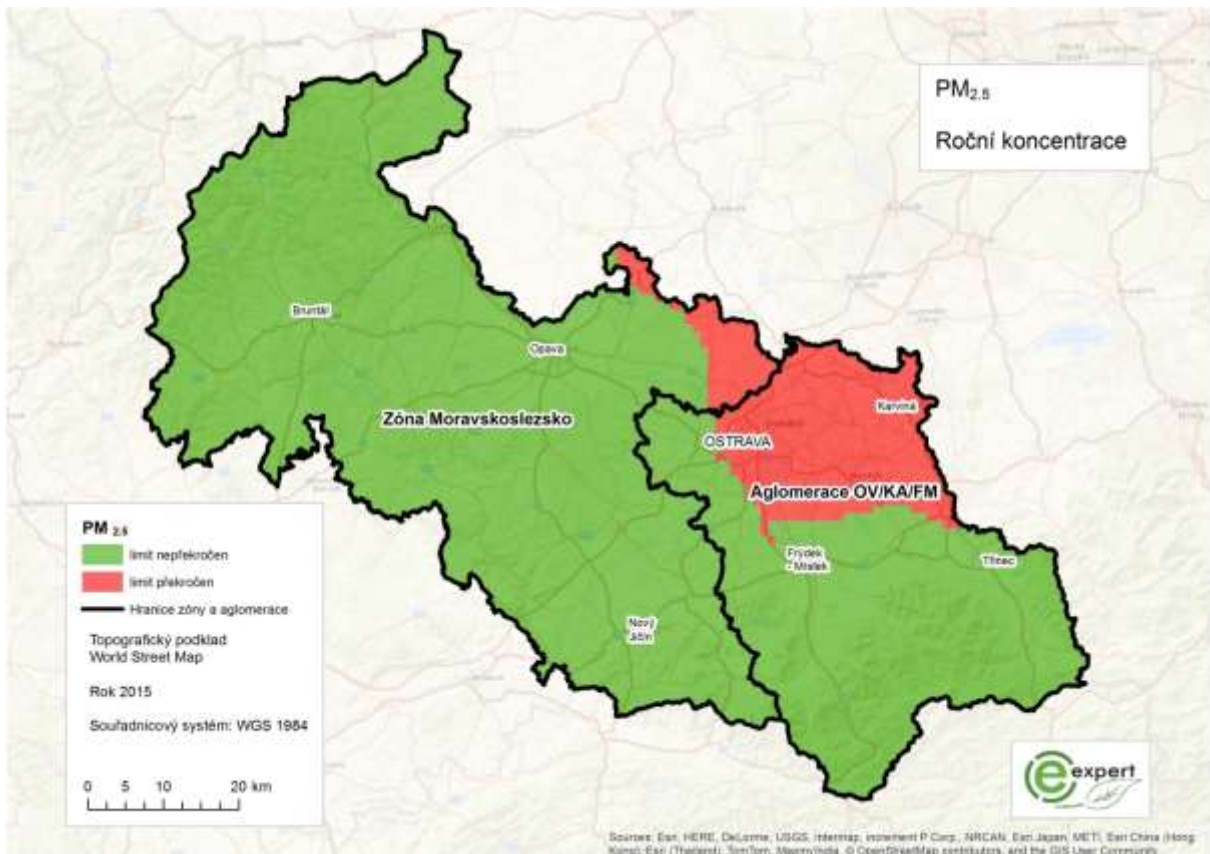 PM2.5
Roční koncentrace
Bruntál
Opava
Zóna Moravskoslezsko
Karviná
OSTRAVA
Aglomerace OV/KA/FM
Frýdek
- Místek
Třinec
Nový
Jičín
PM 2.5
limit nepřekročen
limit překročen
Hranice zóny a aglomerace
Topografický podklad
World Street Map
Rok 2015
Souřadnicový systém: WGS 1984
0 5 10 20 km
e expert
Sources: Esri, HERE, DeLorme, USGS, Intermap, increment P Corp., NRCAN, Esri Japan, METI, Esri China (Hong
Kong), Esri (Thailand), TomTom, MapmyIndia, © OpenStreetMap contributors, and the GIS User Community